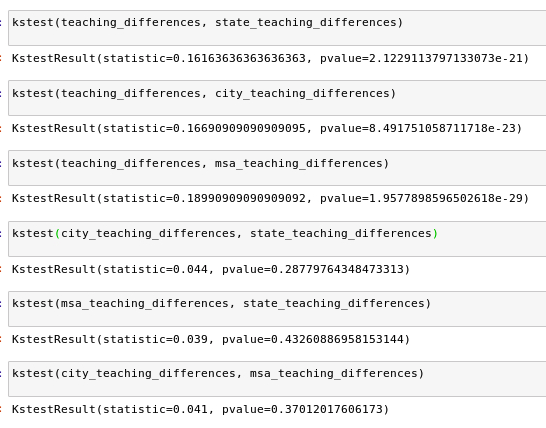 kstest(teaching_differences, state_teaching_differences)
KstestResult(statistic=0.16163636363636363, pvalue=2.1229113797133073e-21)
kstest(teaching_differences, city_teaching_differences)
KstestResult(statistic=0.16690909090909095, pvalue=8.491751058711718e-23)
kstest(teaching_differences, msa_teaching_differences)
KstestResult(statistic=0.18990909090909092, pvalue=1.9577898596502618e-29)
kstest(city_teaching_differences, state_teaching_differences)
KstestResult(statistic=0.044, pvalue=0.28779764348473313)
kstest(msa_teaching_differences, state_teaching_differences)
KstestResult(statistic=0.039, pvalue=0.43260886958153144)
kstest(city_teaching_differences, msa_teaching_differences)
KstestResult(statistic=0.041, pvalue=0.37012017606173)